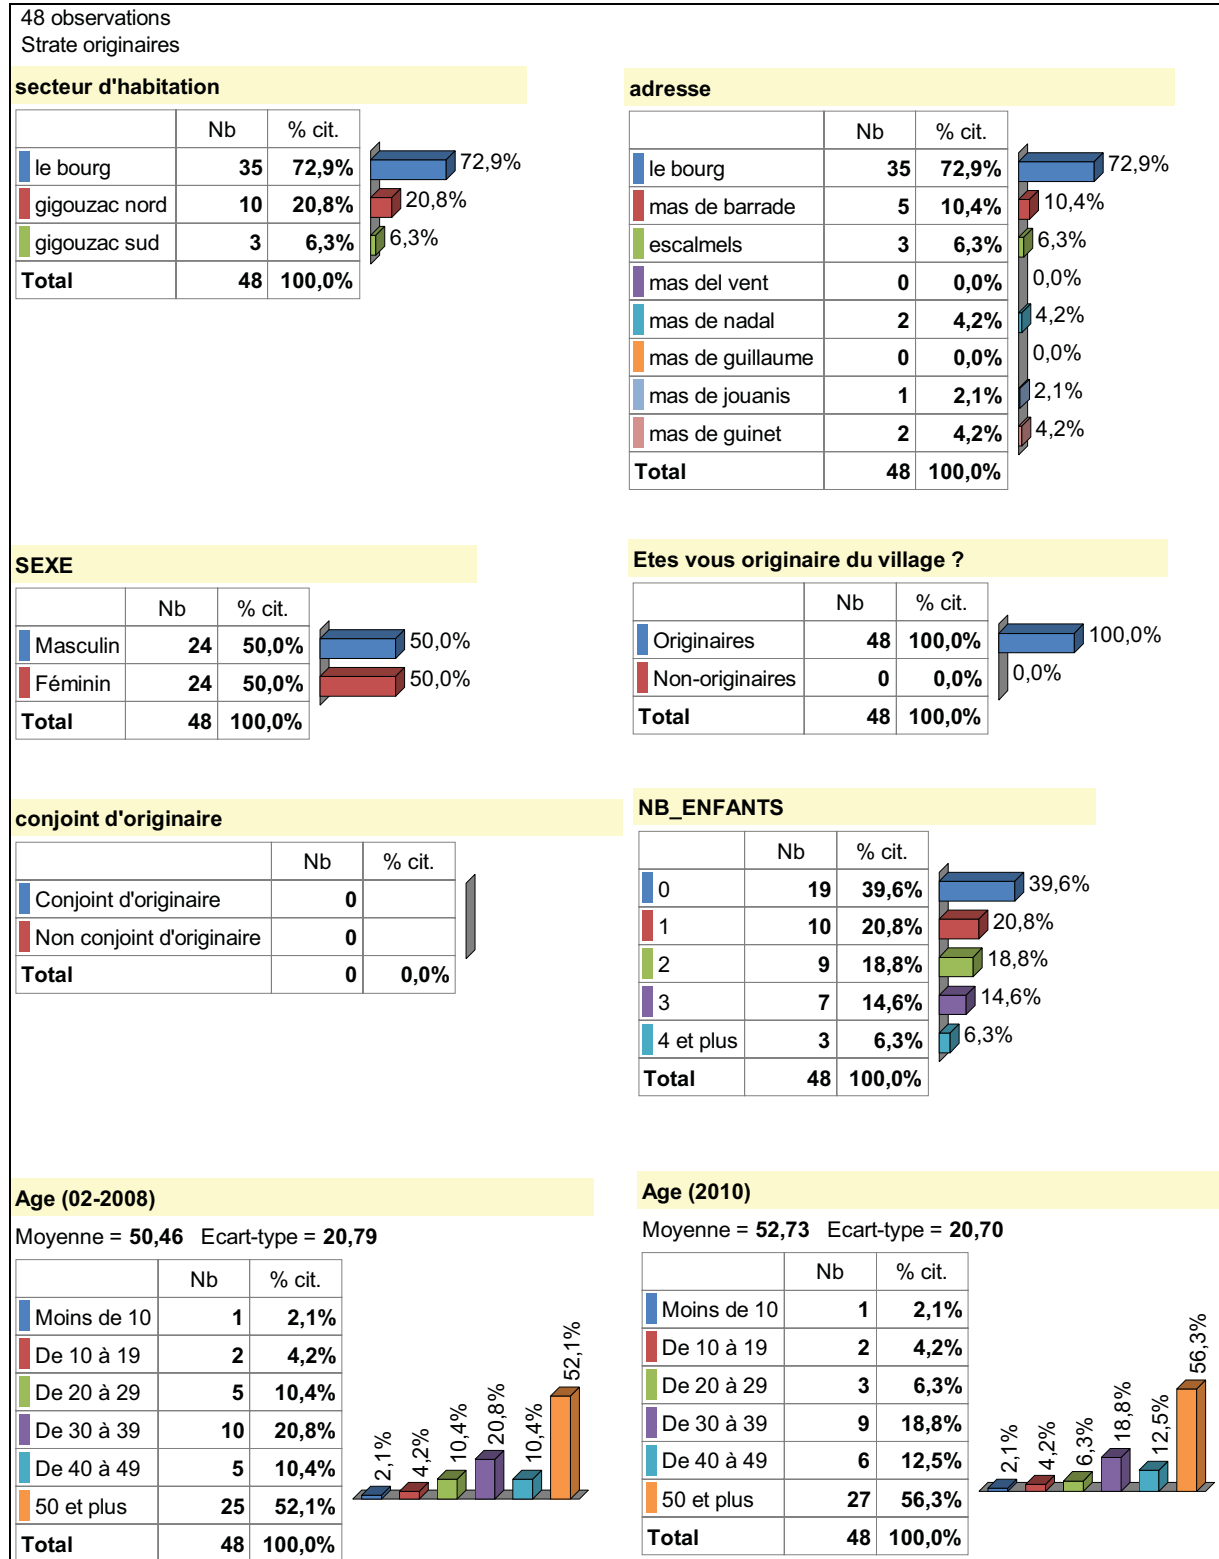 48 observations
Strate originaires
secteur d'habitation
Nb % cit.
le bourg 35 72,9% 72,9%
gigouzac nord 10 20,8% 20,8%
gigouzac sud 3 6,3% 6,3%
Total 48 100,0%
adresse
Nb % cit.
le bourg 35 72,9% 72,9%
mas de barrade 5 10,4% 10,4%
escalmels 3 6,3% 6,3%
mas del vent 0 0,0% 0,0%
mas de nadal 2 4,2% 4,2%
mas de guillaume 0 0,0% 0,0%
mas de jouanis 1 2,1% 2,1%
mas de guinet 2 4,2% 4,2%
Total 48 100,0%
SEXE
Nb % cit.
Masculin 24 50,0% 50,0%
Féminin 24 50,0% 50,0%
Total 48 100,0%
Etes vous originaire du village ?
Nb % cit.
Originaires 48 100,0% 100,0%
Non-originaires 0 0,0% 0,0%
Total 48 100,0%
conjoint d'originaire
Nb % cit.
Conjoint d'originaire 0
Non conjoint d'originaire 0
Total 0 0,0%
NB_ENFANTS
Nb % cit.
0 19 39,6% 39,6%
1 10 20,8% 20,8%
2 9 18,8% 18,8%
3 7 14,6% 14,6%
4 et plus 3 6,3% 6,3%
Total 48 100,0%
Age (02-2008)
Moyenne = 50,46 Ecart-type = 20,79
Nb % cit.
Moins de 10 1 2,1%
De 10 à 19 2 4,2%
De 20 à 29 5 10,4%
De 30 à 39 10 20,8%
De 40 à 49 5 10,4%
50 et plus 25 52,1%
Total 48 100,0%
2,1% 4,2% 10,4% 20,8% 10,4% 52,1%
Age (2010)
Moyenne = 52,73 Ecart-type = 20,70
Nb % cit.
Moins de 10 1 2,1%
De 10 à 19 2 4,2%
De 20 à 29 3 6,3%
De 30 à 39 9 18,8%
De 40 à 49 6 12,5%
50 et plus 27 56,3%
Total 48 100,0%
2,1% 4,2% 6,3% 18,8% 12,5% 56,3%